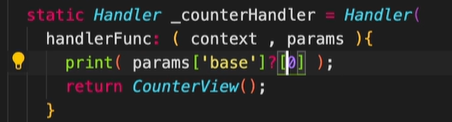 static Handler _counterHandler = Handler(
handlerFunc: ( context , params ){
print( params['base']?[0] );
return CounterView();
}